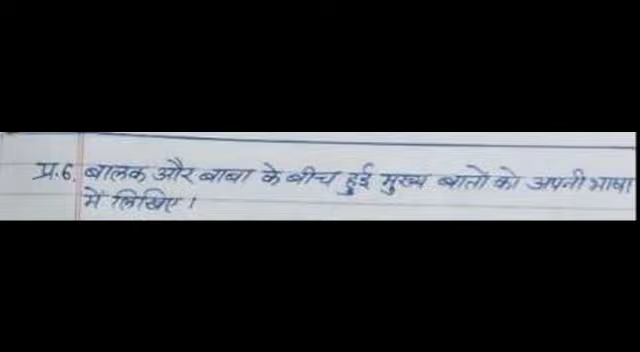 प्र.6. बालक और बाबा के बीच हुई मुख्य बातों को अपनी भाषा
में लिखिए।